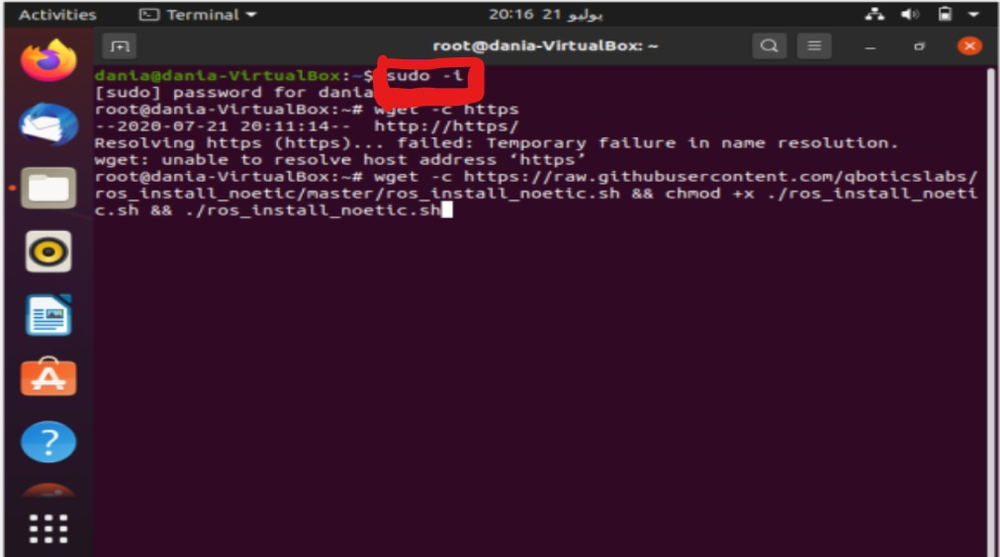 Activities Terminal 20:16 21 يوليو
root@dania-VirtualBox: ~
dania@dania-VirtualBox:~$ sudo -i
[sudo] password for dania
root@dania-VirtualBox:~# wget -c https
--2020-07-21 20:11:14-- http://https/
Resolving https (https)... failed: Temporary failure in name resolution.
wget: unable to resolve host address ‘https’
root@dania-VirtualBox:~# wget -c https://raw.githubusercontent.com/qboticslabs/
ros_install_noetic/master/ros_install_noetic.sh && chmod +x ./ros_install_noeti
c.sh && ./ros_install_noetic.sh